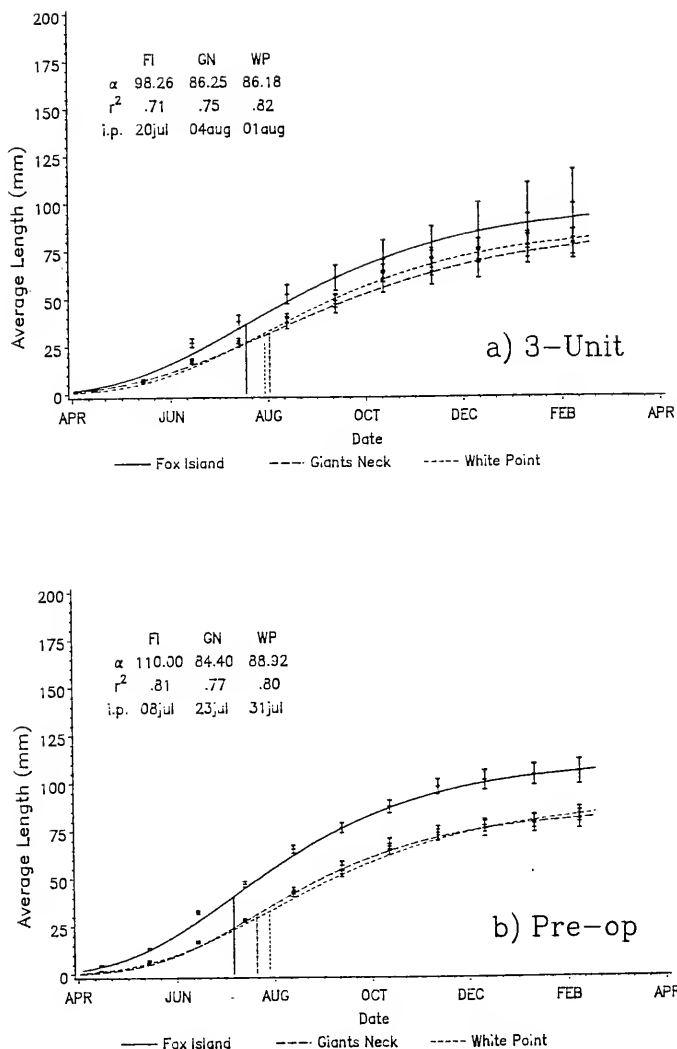 200
175
150
125
100
75
50
25
0
Average Length (mm)
FI GN WP
α 98.26 86.25 86.18
r² .71 .75 .82
i.p. 20jul 04aug 01aug
a) 3-Unit
APR JUN AUG OCT DEC FEB APR
Date
Fox Island Giants Neck White Point
200
175
150
125
100
75
50
25
0
Average Length (mm)
FI GN WP
α 110.00 84.40 88.92
r² .81 .77 .80
i.p. 08jul 23jul 31jul
b) Pre-op
APR JUN AUG OCT DEC FEB APR
Date
Fox Island Giants Neck White Point